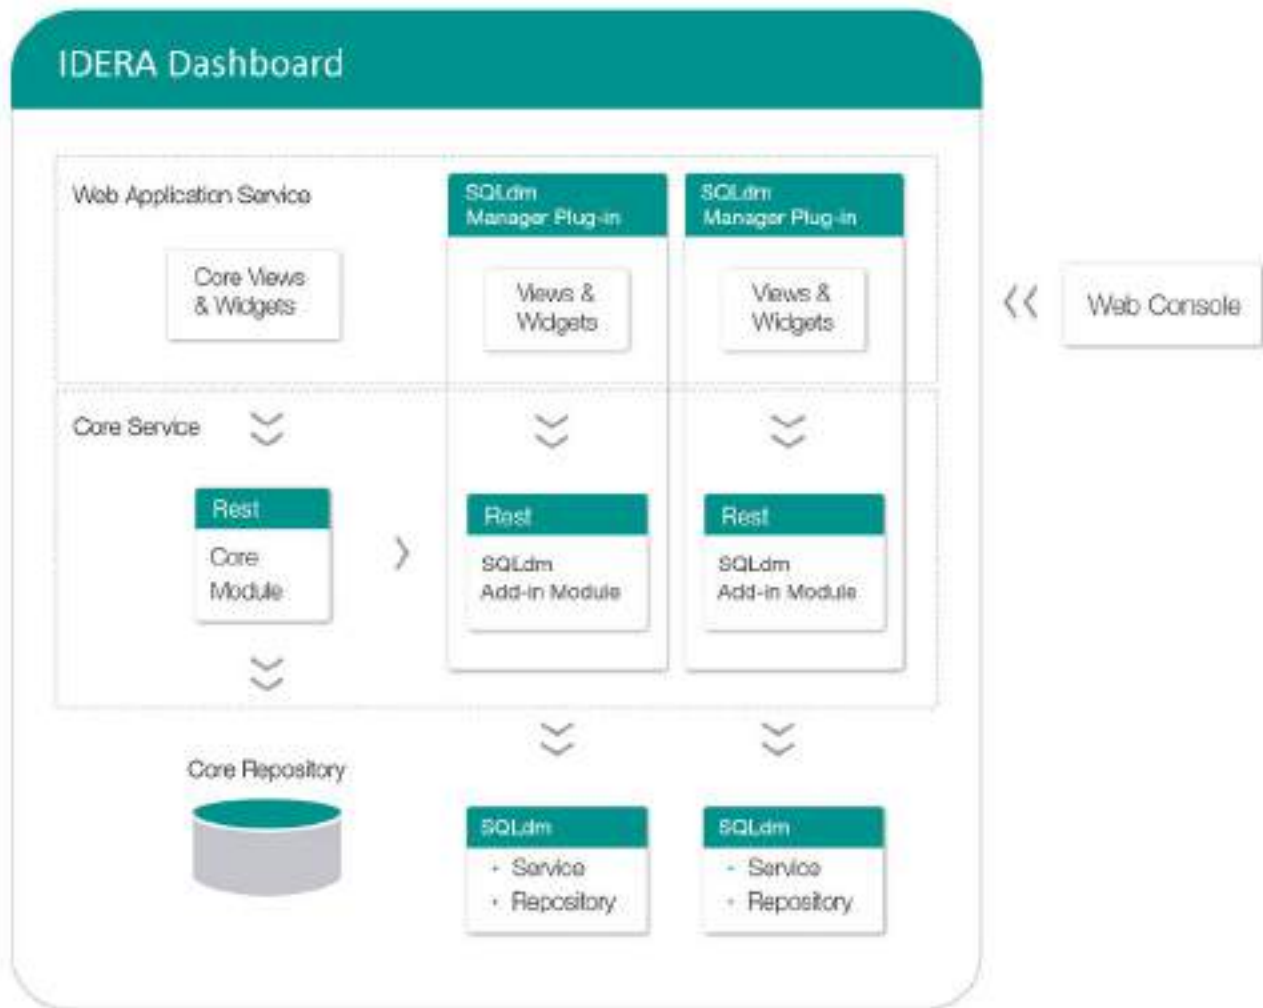 IDERA Dashboard
Web Application Service
Core Views
& Widgets
SQLdm
Manager Plug-in
Views &
Widgets
SQLdm
Manager Plug-in
Views &
Widgets
Web Console
Core Service
Rest
Core
Module
Rest
SQLdm
Add-in Module
Rest
SQLdm
Add-in Module
Core Repository
SQLdm
• Service
• Repository
SQLdm
• Service
• Repository